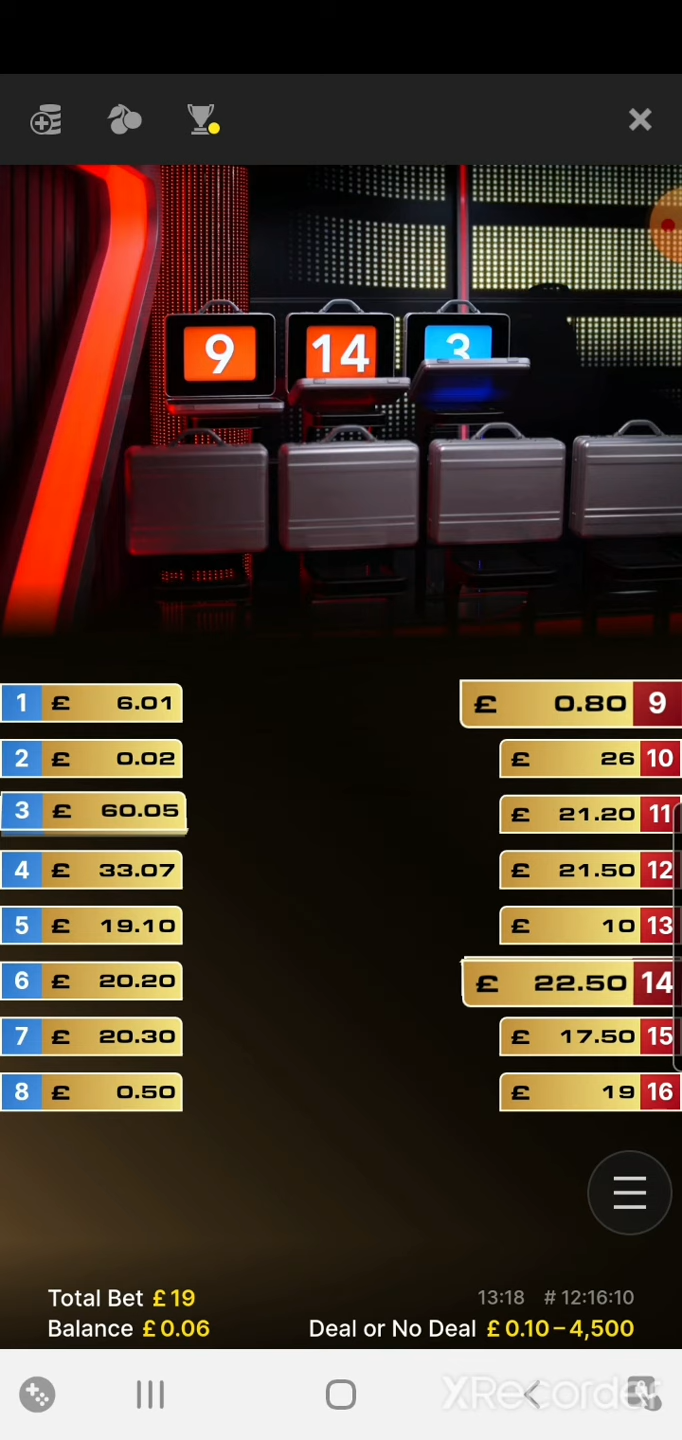 9 14 3
1 £ 6.01
2 £ 0.02
3 £ 60.05
4 £ 33.07
5 £ 19.10
6 £ 20.20
7 £ 20.30
8 £ 0.50
£ 0.80 9
£ 26 10
£ 21.20 11
£ 21.50 12
£ 10 13
£ 22.50 14
£ 17.50 15
£ 19 16
Total Bet £19
Balance £0.06
13:18 # 12:16:10
Deal or No Deal £0.10–4,500
XRecorder